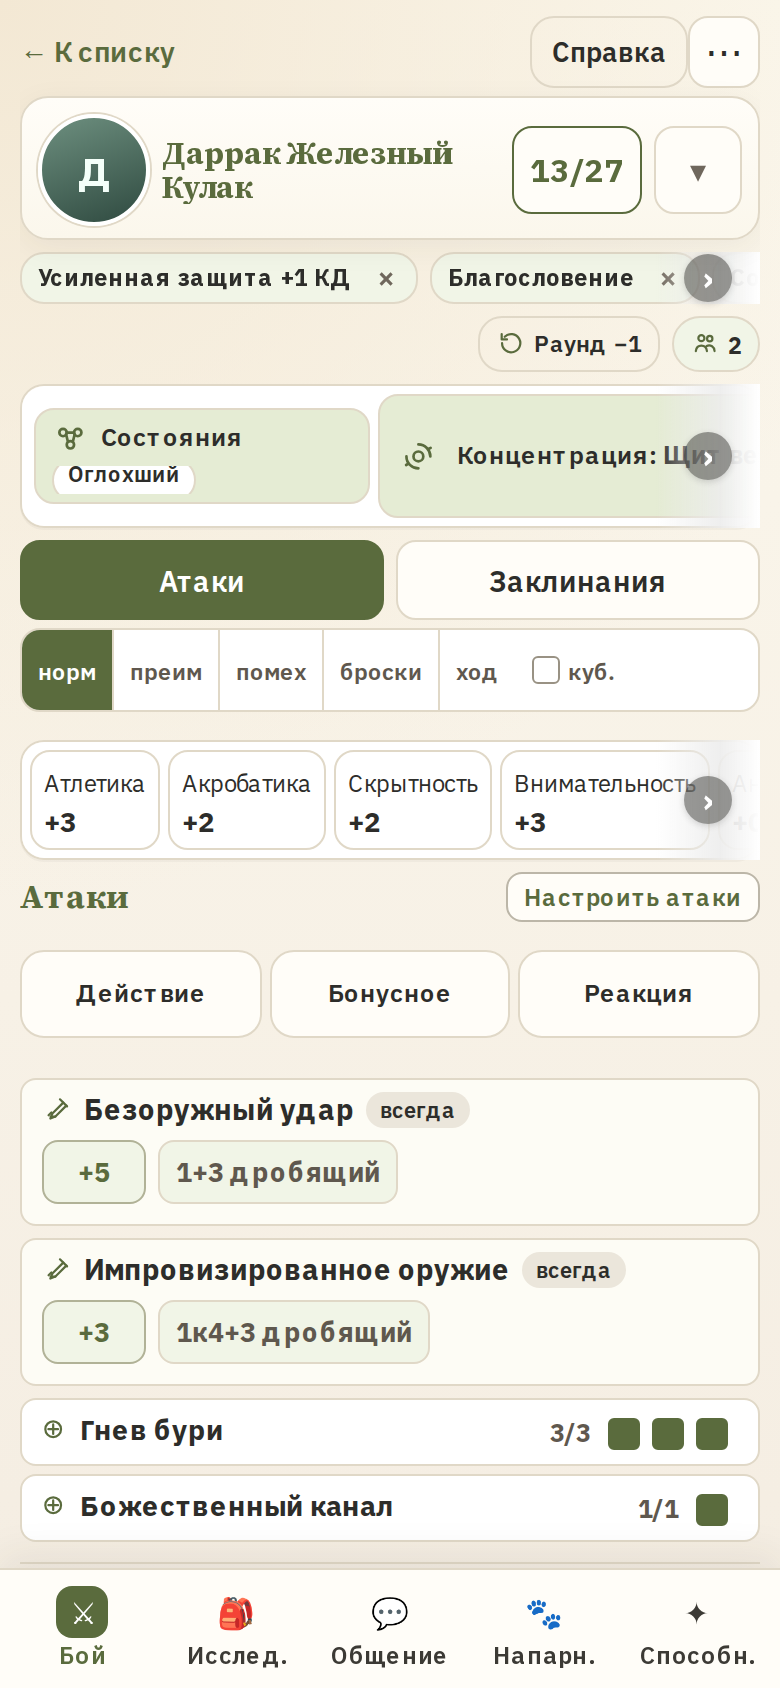 ← К списку
Справка ...
Д
Даррак Железный
Кулак
13/27 ▼
Усиленная защита +1 КД × Благословение ×
Раунд −1 2
Состояния
Оглохший
Концентрация: Щит ве
Атаки Заклинания
норм преим помех броски ход куб.
Атлетика Акробатика Скрытность Внимательность
+3 +2 +2 +3
Атаки Настроить атаки
Действие Бонусное Реакция
Безоружный удар всегда
+5 1+3 дробящий
Импровизированное оружие всегда
+3 1к4+3 дробящий
Гнев бури 3/3
Божественный канал 1/1
Бой Исслед. Общение Напарн. Способн.